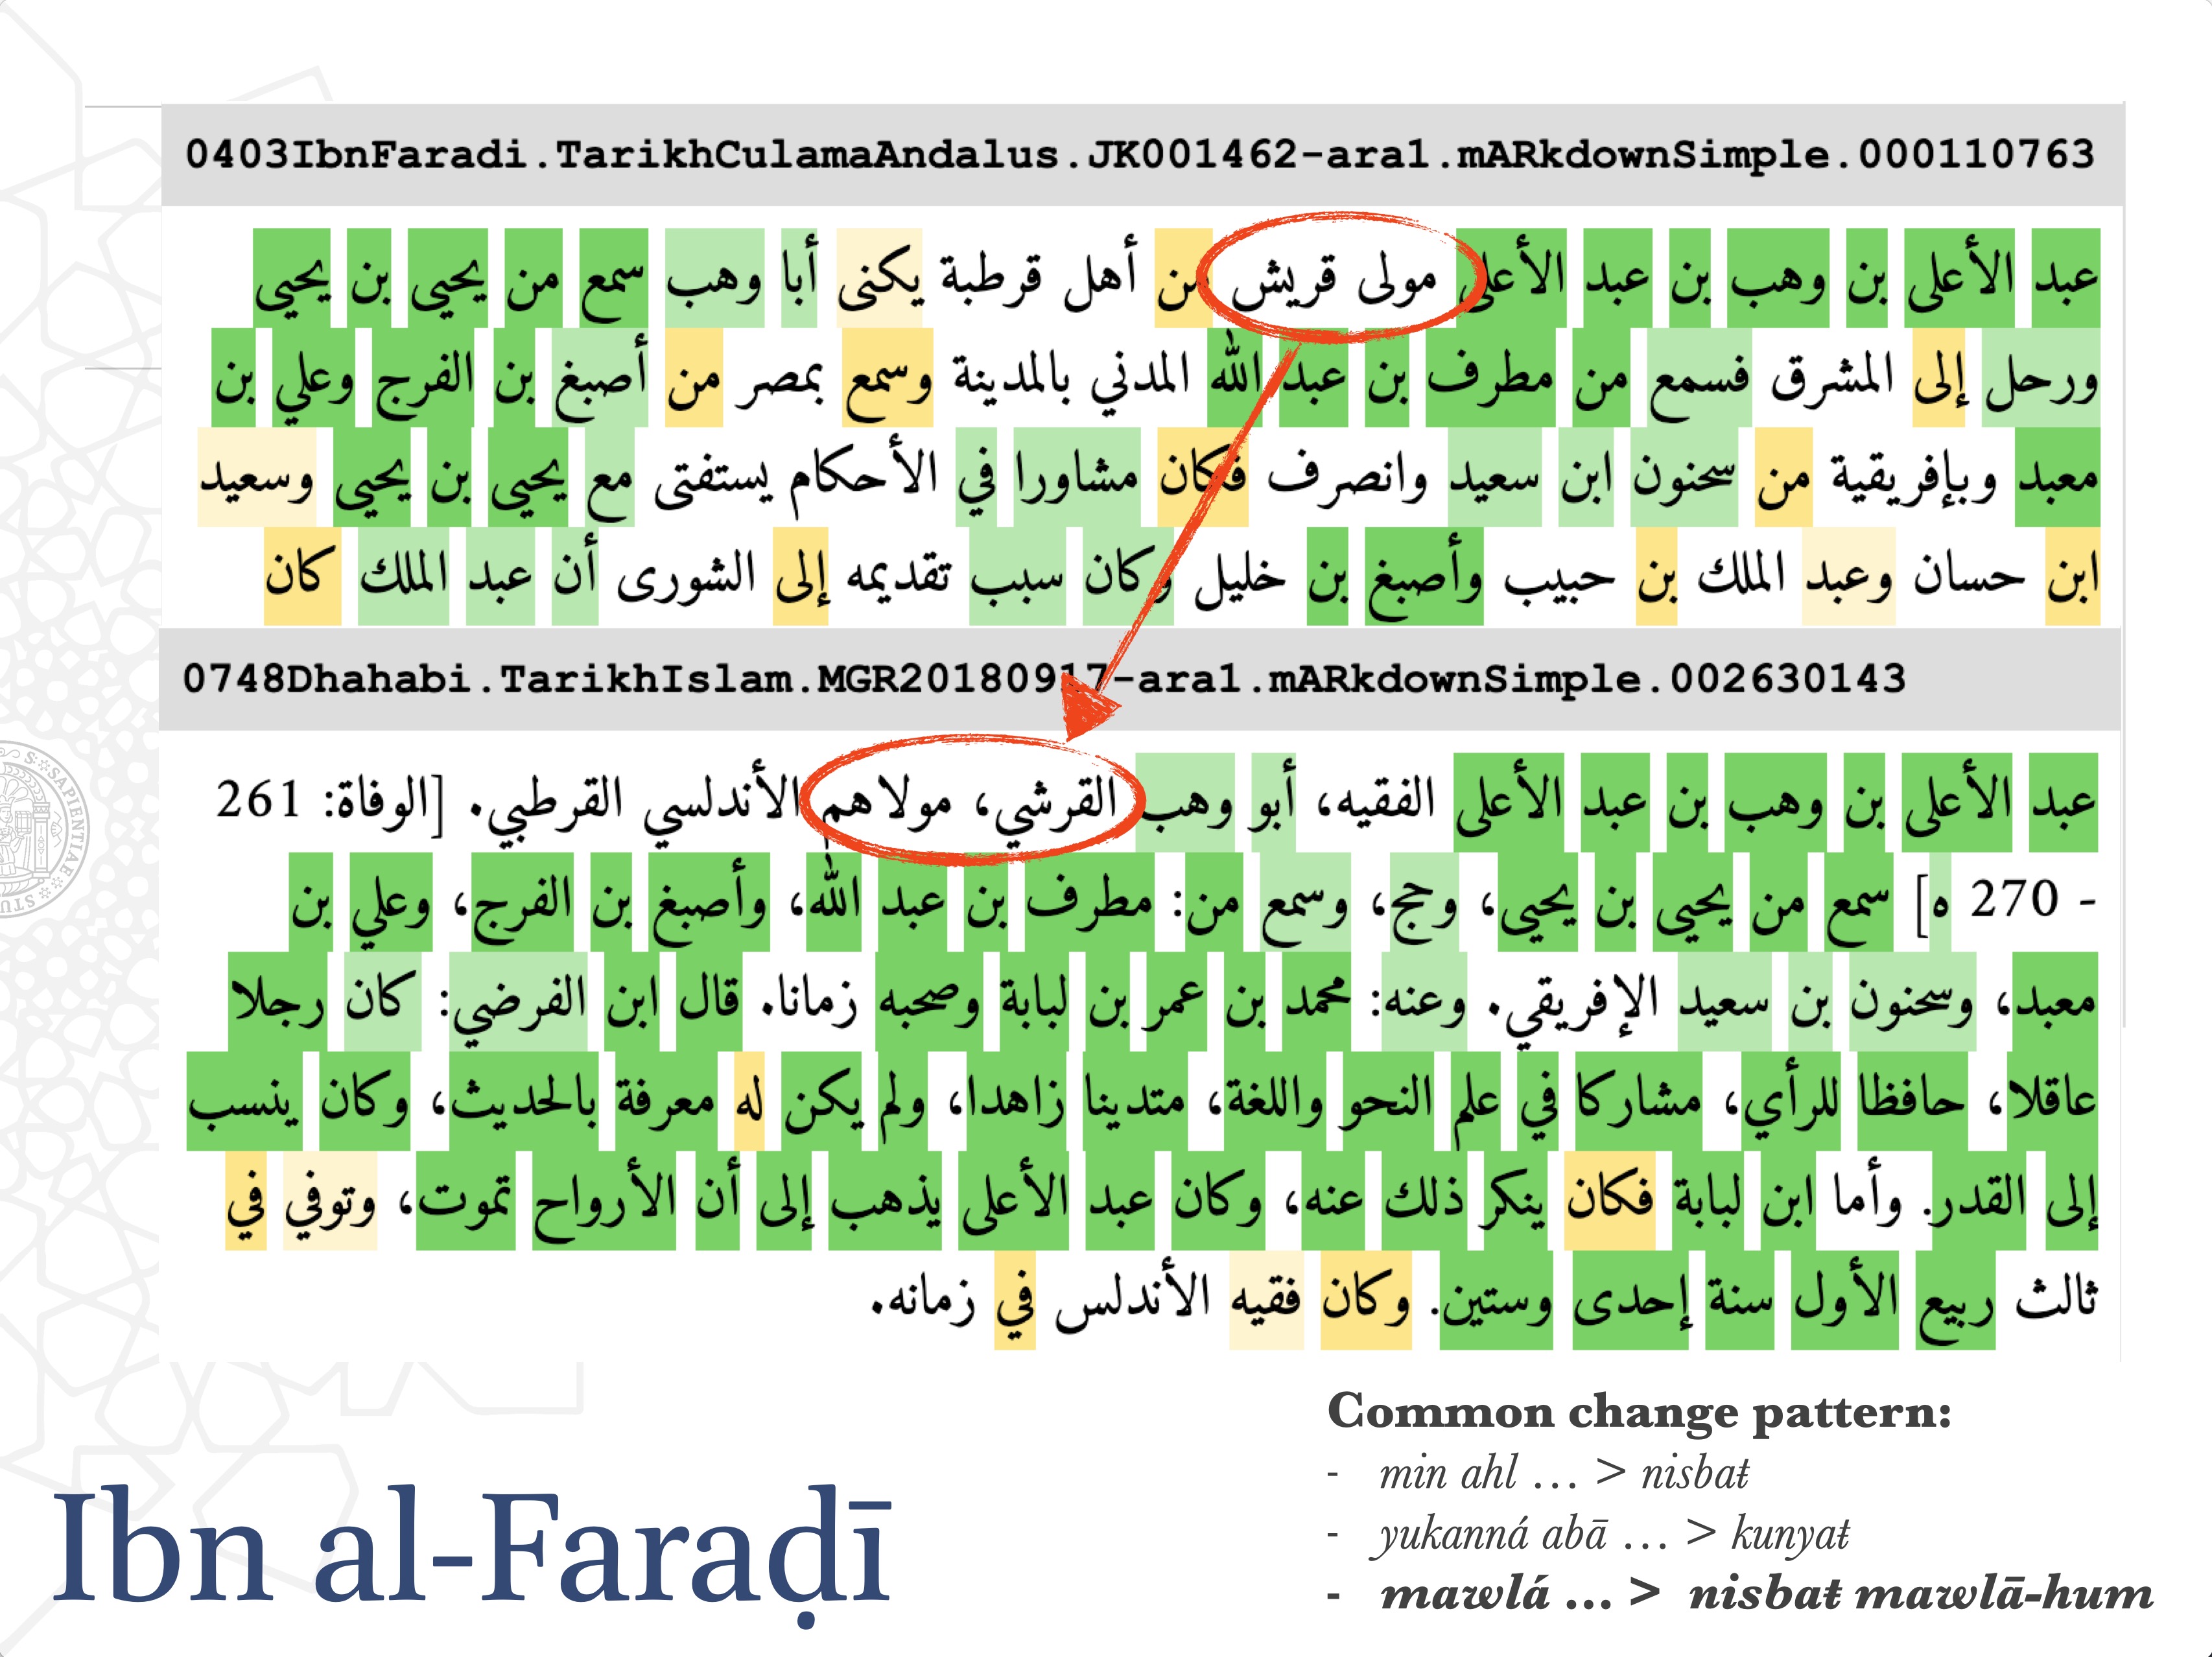 0403IbnFaradi.TarikhCulamaAndalus.JK001462-ara1.mARkdownSimple.000110763
عبد الأعلى بن وهب بن عبد الأعلى مولى قريش من أهل قرطبة يكنى أبا وهب سمع من يحيى بن يحيى
ورحل إلى المشرق فسمع من مطرف بن عبد الله المدني بالمدينة وسمع بمصر من أصبغ بن الفرج وعلي بن
معبد وبإفريقية من سحنون ابن سعيد وانصرف فكان مشاورا في الأحكام يستفتى مع يحيى بن يحيى وسعيد
ابن حسان وعبد الملك بن حبيب وأصبغ بن خليل وكان سبب تقديمه إلى الشورى أن عبد الملك كان
0748Dhahabi.TarikhIslam.MGR20180917-ara1.mARkdownSimple.002630143
عبد الأعلى بن وهب بن عبد الأعلى الفقيه، أبو وهب القرشي، مولاهم الأندلسي القرطبي. [الوفاة: 261
- 270 ه] سمع من يحيى بن يحيى، وحج، وسمع من: مطرف بن عبد الله، وأصبغ بن الفرج، وعلي بن
معبد، وسحنون بن سعيد الإفريقي. وعنه: محمد بن عمر بن لبابة وصحبه زمانا. قال ابن الفرضي: كان رجلا
عاقلا، حافظا للرأي، مشاركا في علم النحو واللغة، متدينا زاهدا، ولم يكن له معرفة بالحديث، وكان ينسب
إلى القدر. وأما ابن لبابة فكان ينكر ذلك عنه، وكان عبد الأعلى يذهب إلى أن الأرواح تموت، وتوفي في
ثالث ربيع الأول سنة إحدى وستين. وكان فقيه الأندلس في زمانه.
Common change pattern:
- min ahl … > nisbaŧ
- yukanná abā … > kunyaŧ
- mawlá … > nisbaŧ mawlā-hum
Ibn al-Faraḍī